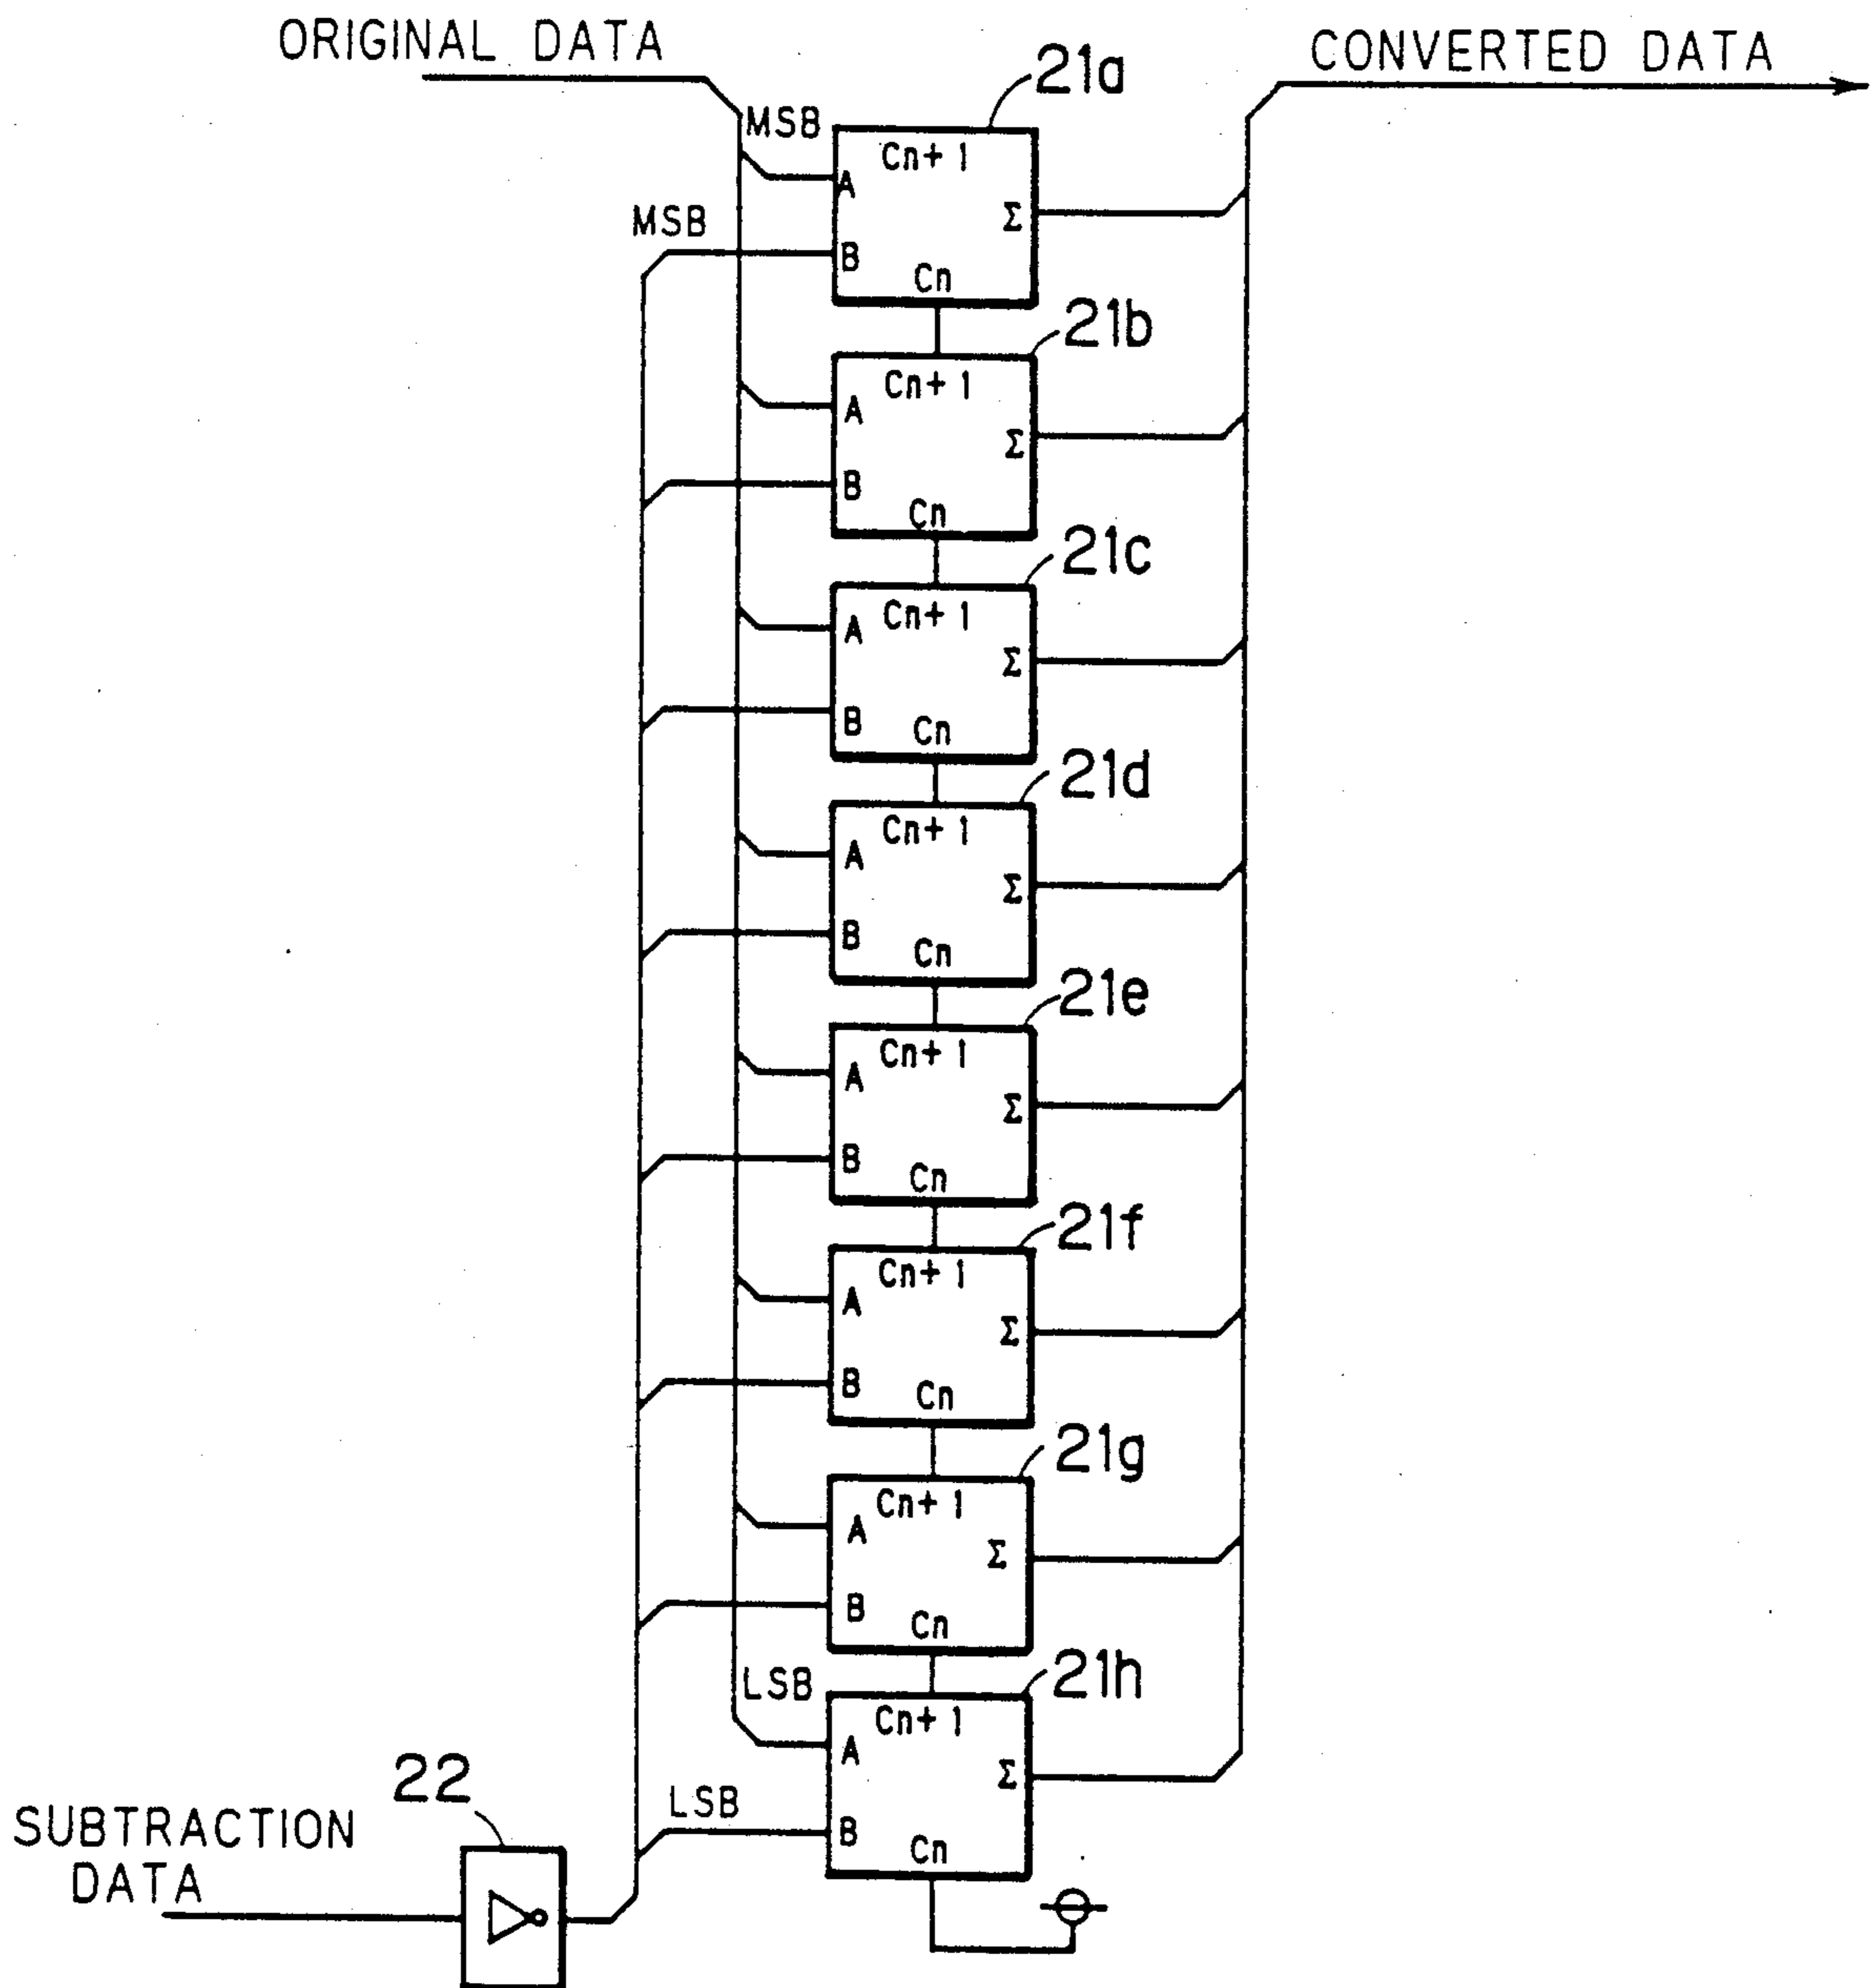 ORIGINAL DATA
CONVERTED DATA
21a
MSB
Cn+1
A
MSB
Σ
B
Cn
21b
Cn+1
A
Σ
B
Cn
21c
Cn+1
A
Σ
B
Cn
21d
Cn+1
A
Σ
B
Cn
21e
Cn+1
A
Σ
B
Cn
21f
Cn+1
A
Σ
B
Cn
21g
Cn+1
A
Σ
B
Cn
21h
LSB
Cn+1
A
Σ
LSB
B
Cn
22
SUBTRACTION
DATA